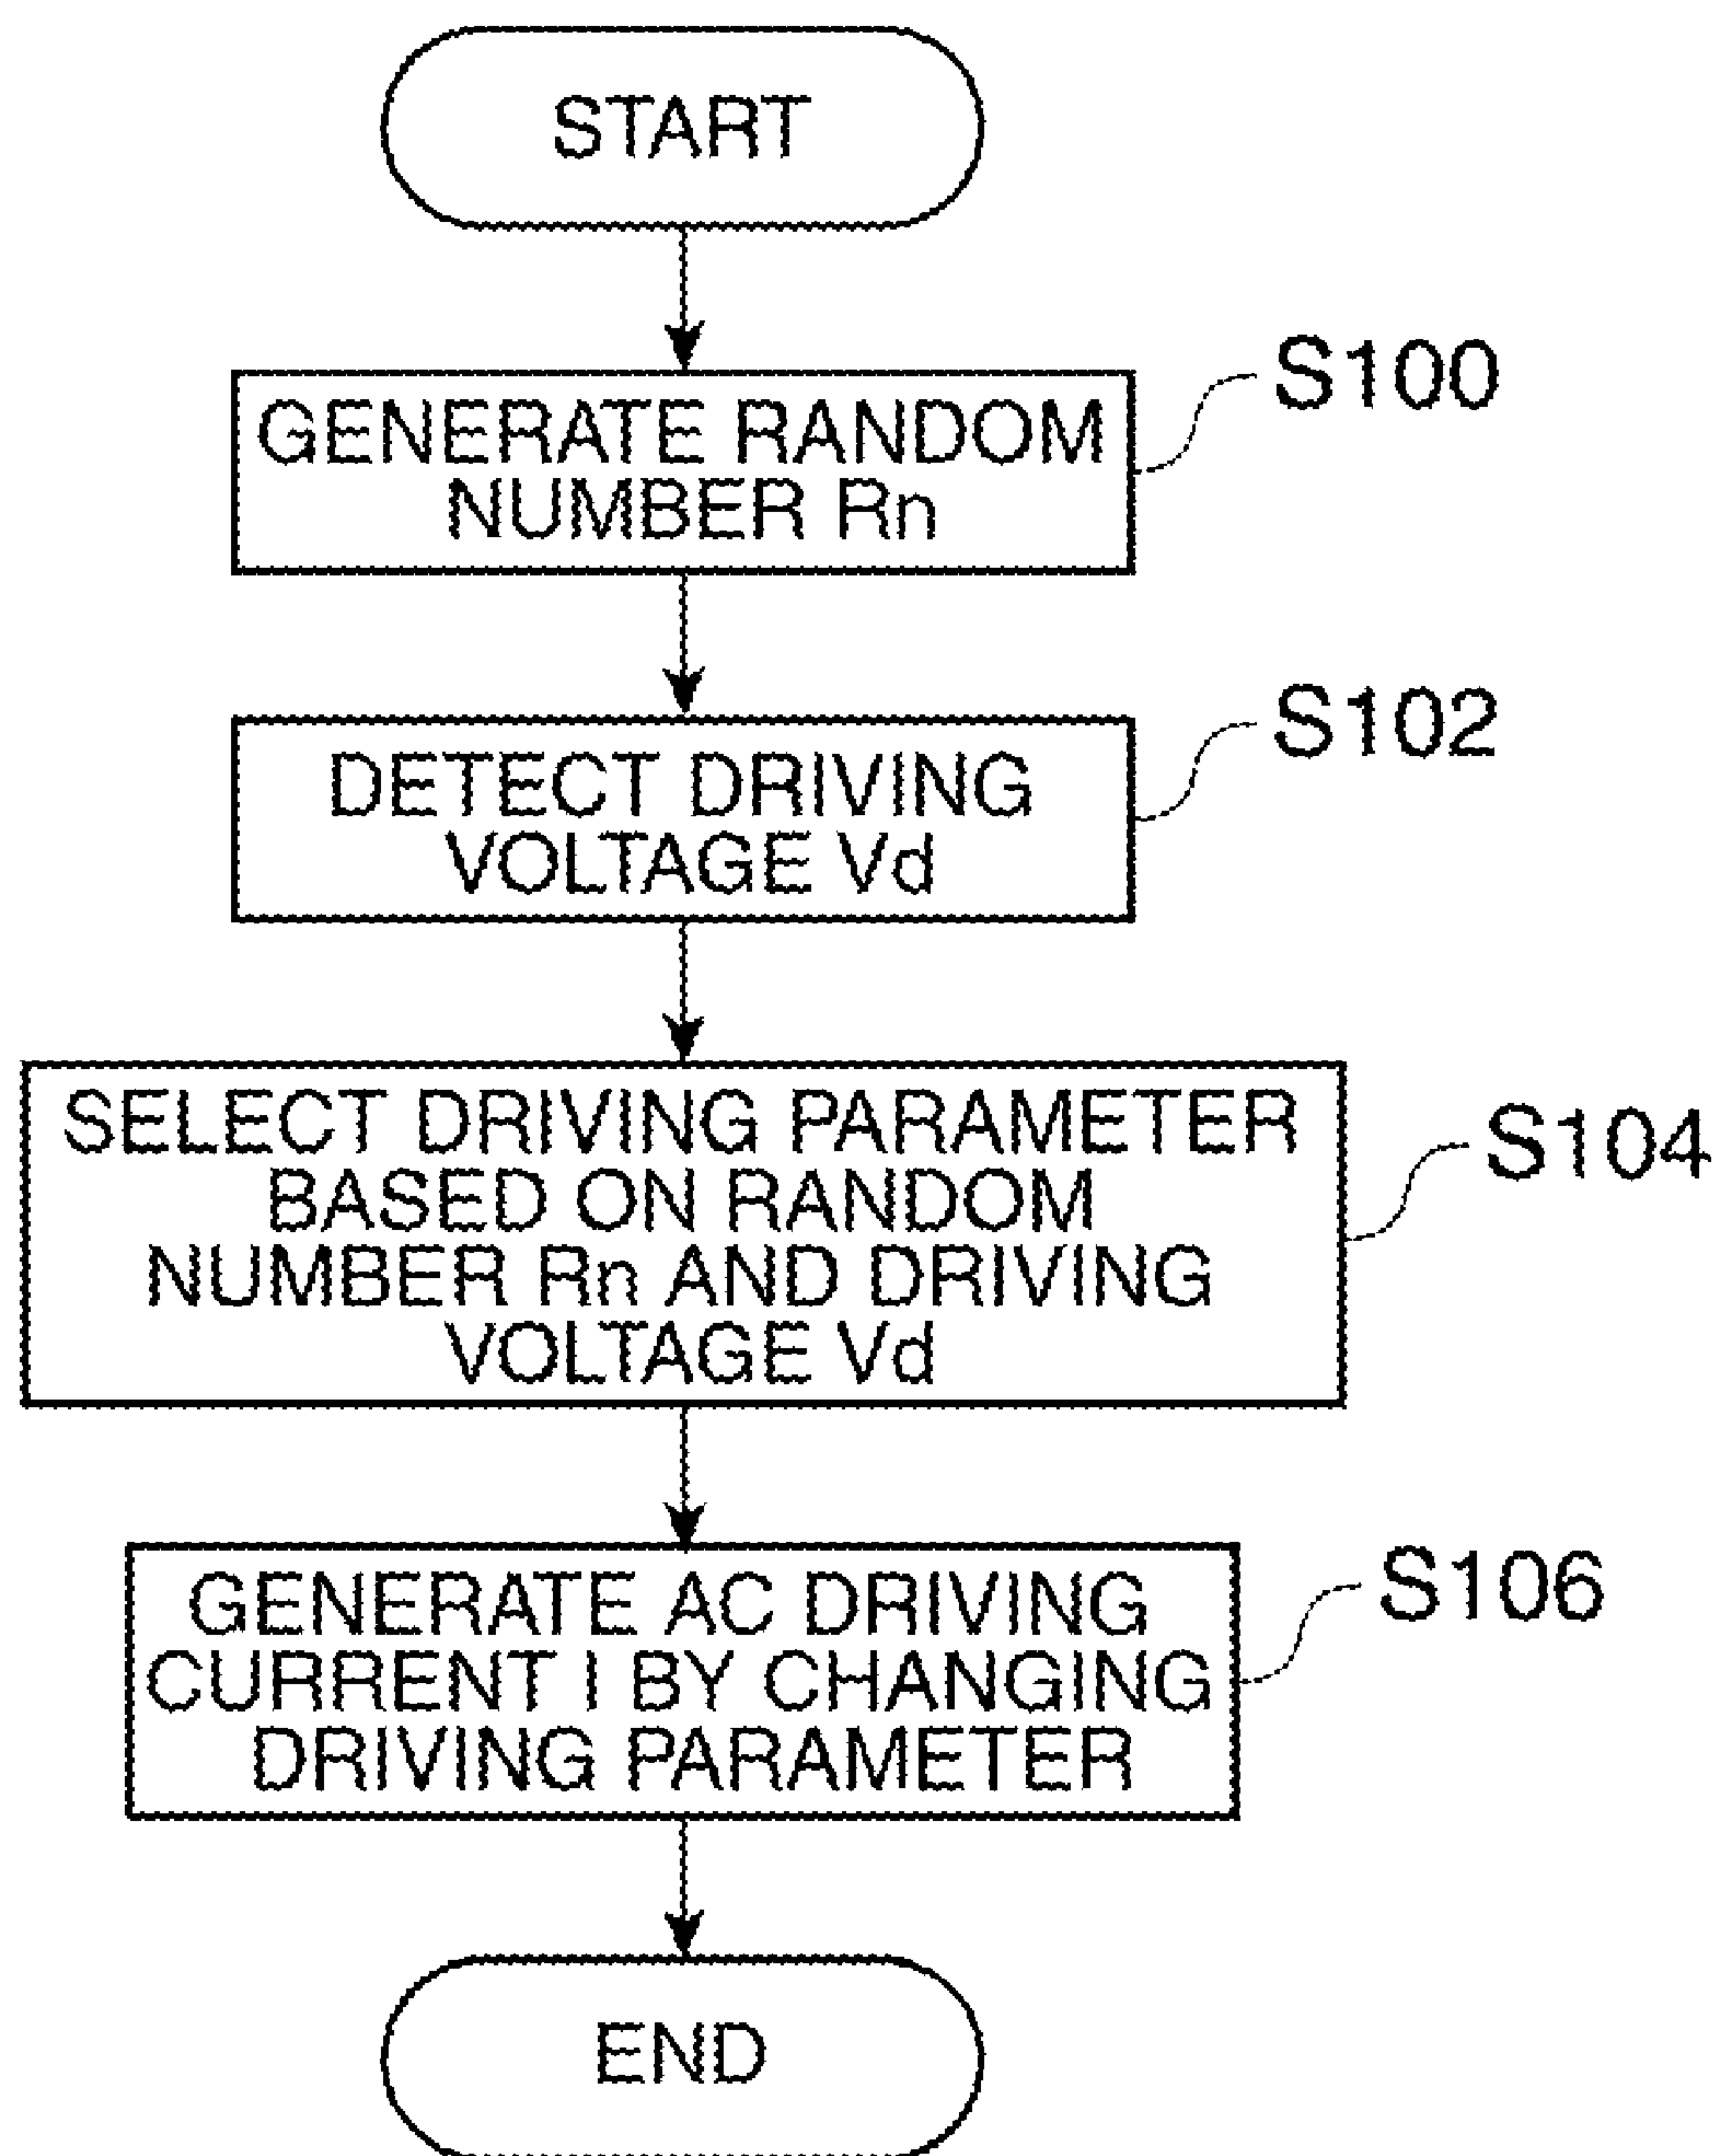 START
S100
GENERATE RANDOM
NUMBER Rn
S102
DETECT DRIVING
VOLTAGE Vd
S104
SELECT DRIVING PARAMETER
BASED ON RANDOM
NUMBER Rn AND DRIVING
VOLTAGE Vd
S106
GENERATE AC DRIVING
CURRENT I BY CHANGING
DRIVING PARAMETER
END